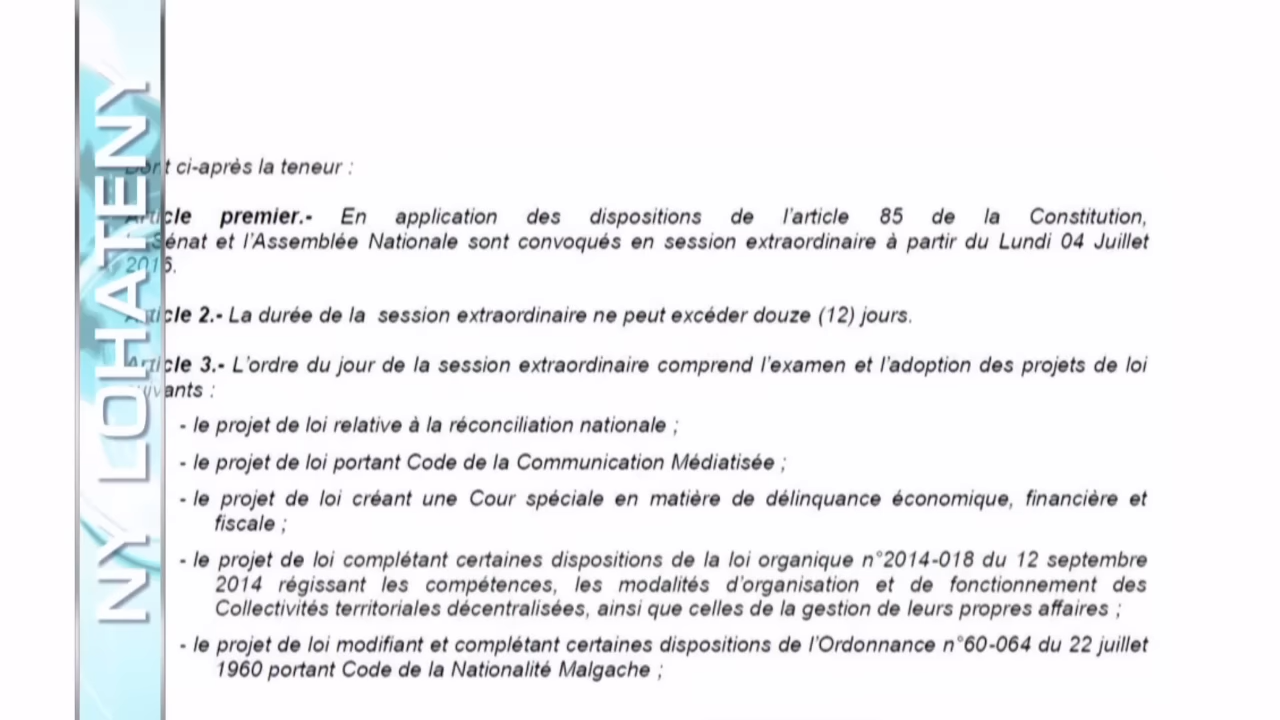 NY LOHATENY
Dont ci-après la teneur :
Article premier.- En application des dispositions de l'article 85 de la Constitution,
Sénat et l'Assemblée Nationale sont convoqués en session extraordinaire à partir du Lundi 04 Juillet
2016.
Article 2.- La durée de la session extraordinaire ne peut excéder douze (12) jours.
Article 3.- L'ordre du jour de la session extraordinaire comprend l'examen et l'adoption des projets de loi
suivants :
- le projet de loi relative à la réconciliation nationale ;
- le projet de loi portant Code de la Communication Médiatisée ;
- le projet de loi créant une Cour spéciale en matière de délinquance économique, financière et
fiscale ;
- le projet de loi complétant certaines dispositions de la loi organique n°2014-018 du 12 septembre
2014 régissant les compétences, les modalités d'organisation et de fonctionnement des
Collectivités territoriales décentralisées, ainsi que celles de la gestion de leurs propres affaires ;
- le projet de loi modifiant et complétant certaines dispositions de l'Ordonnance n°60-064 du 22 juillet
1960 portant Code de la Nationalité Malgache ;